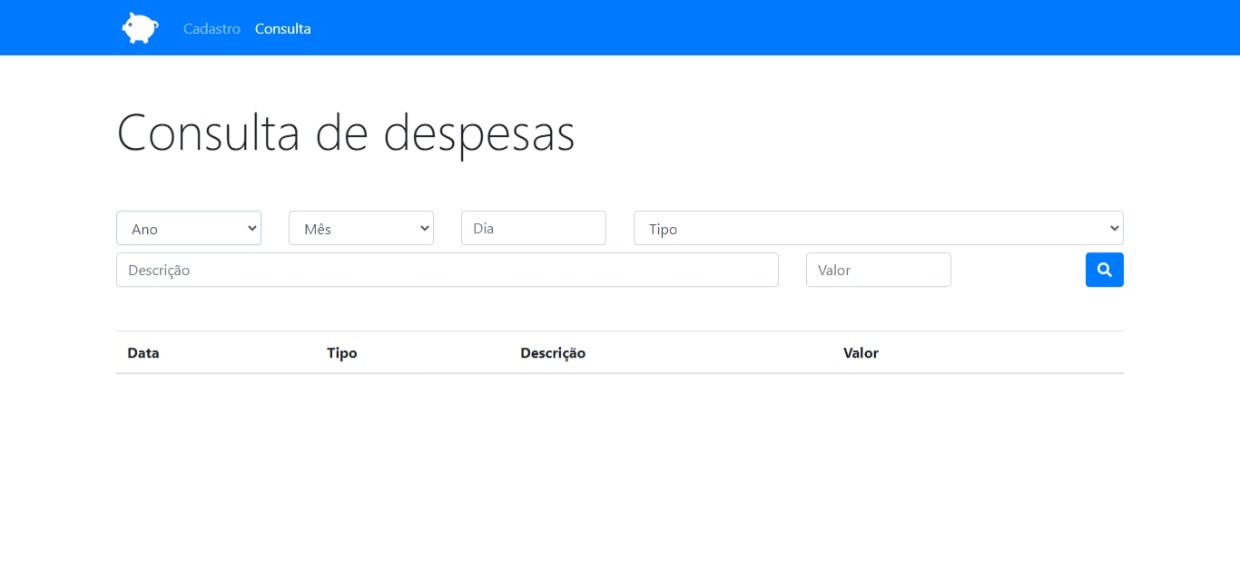 Cadastro Consulta
Consulta de despesas
Ano Mês Dia Tipo
Descrição Valor
Data Tipo Descrição Valor